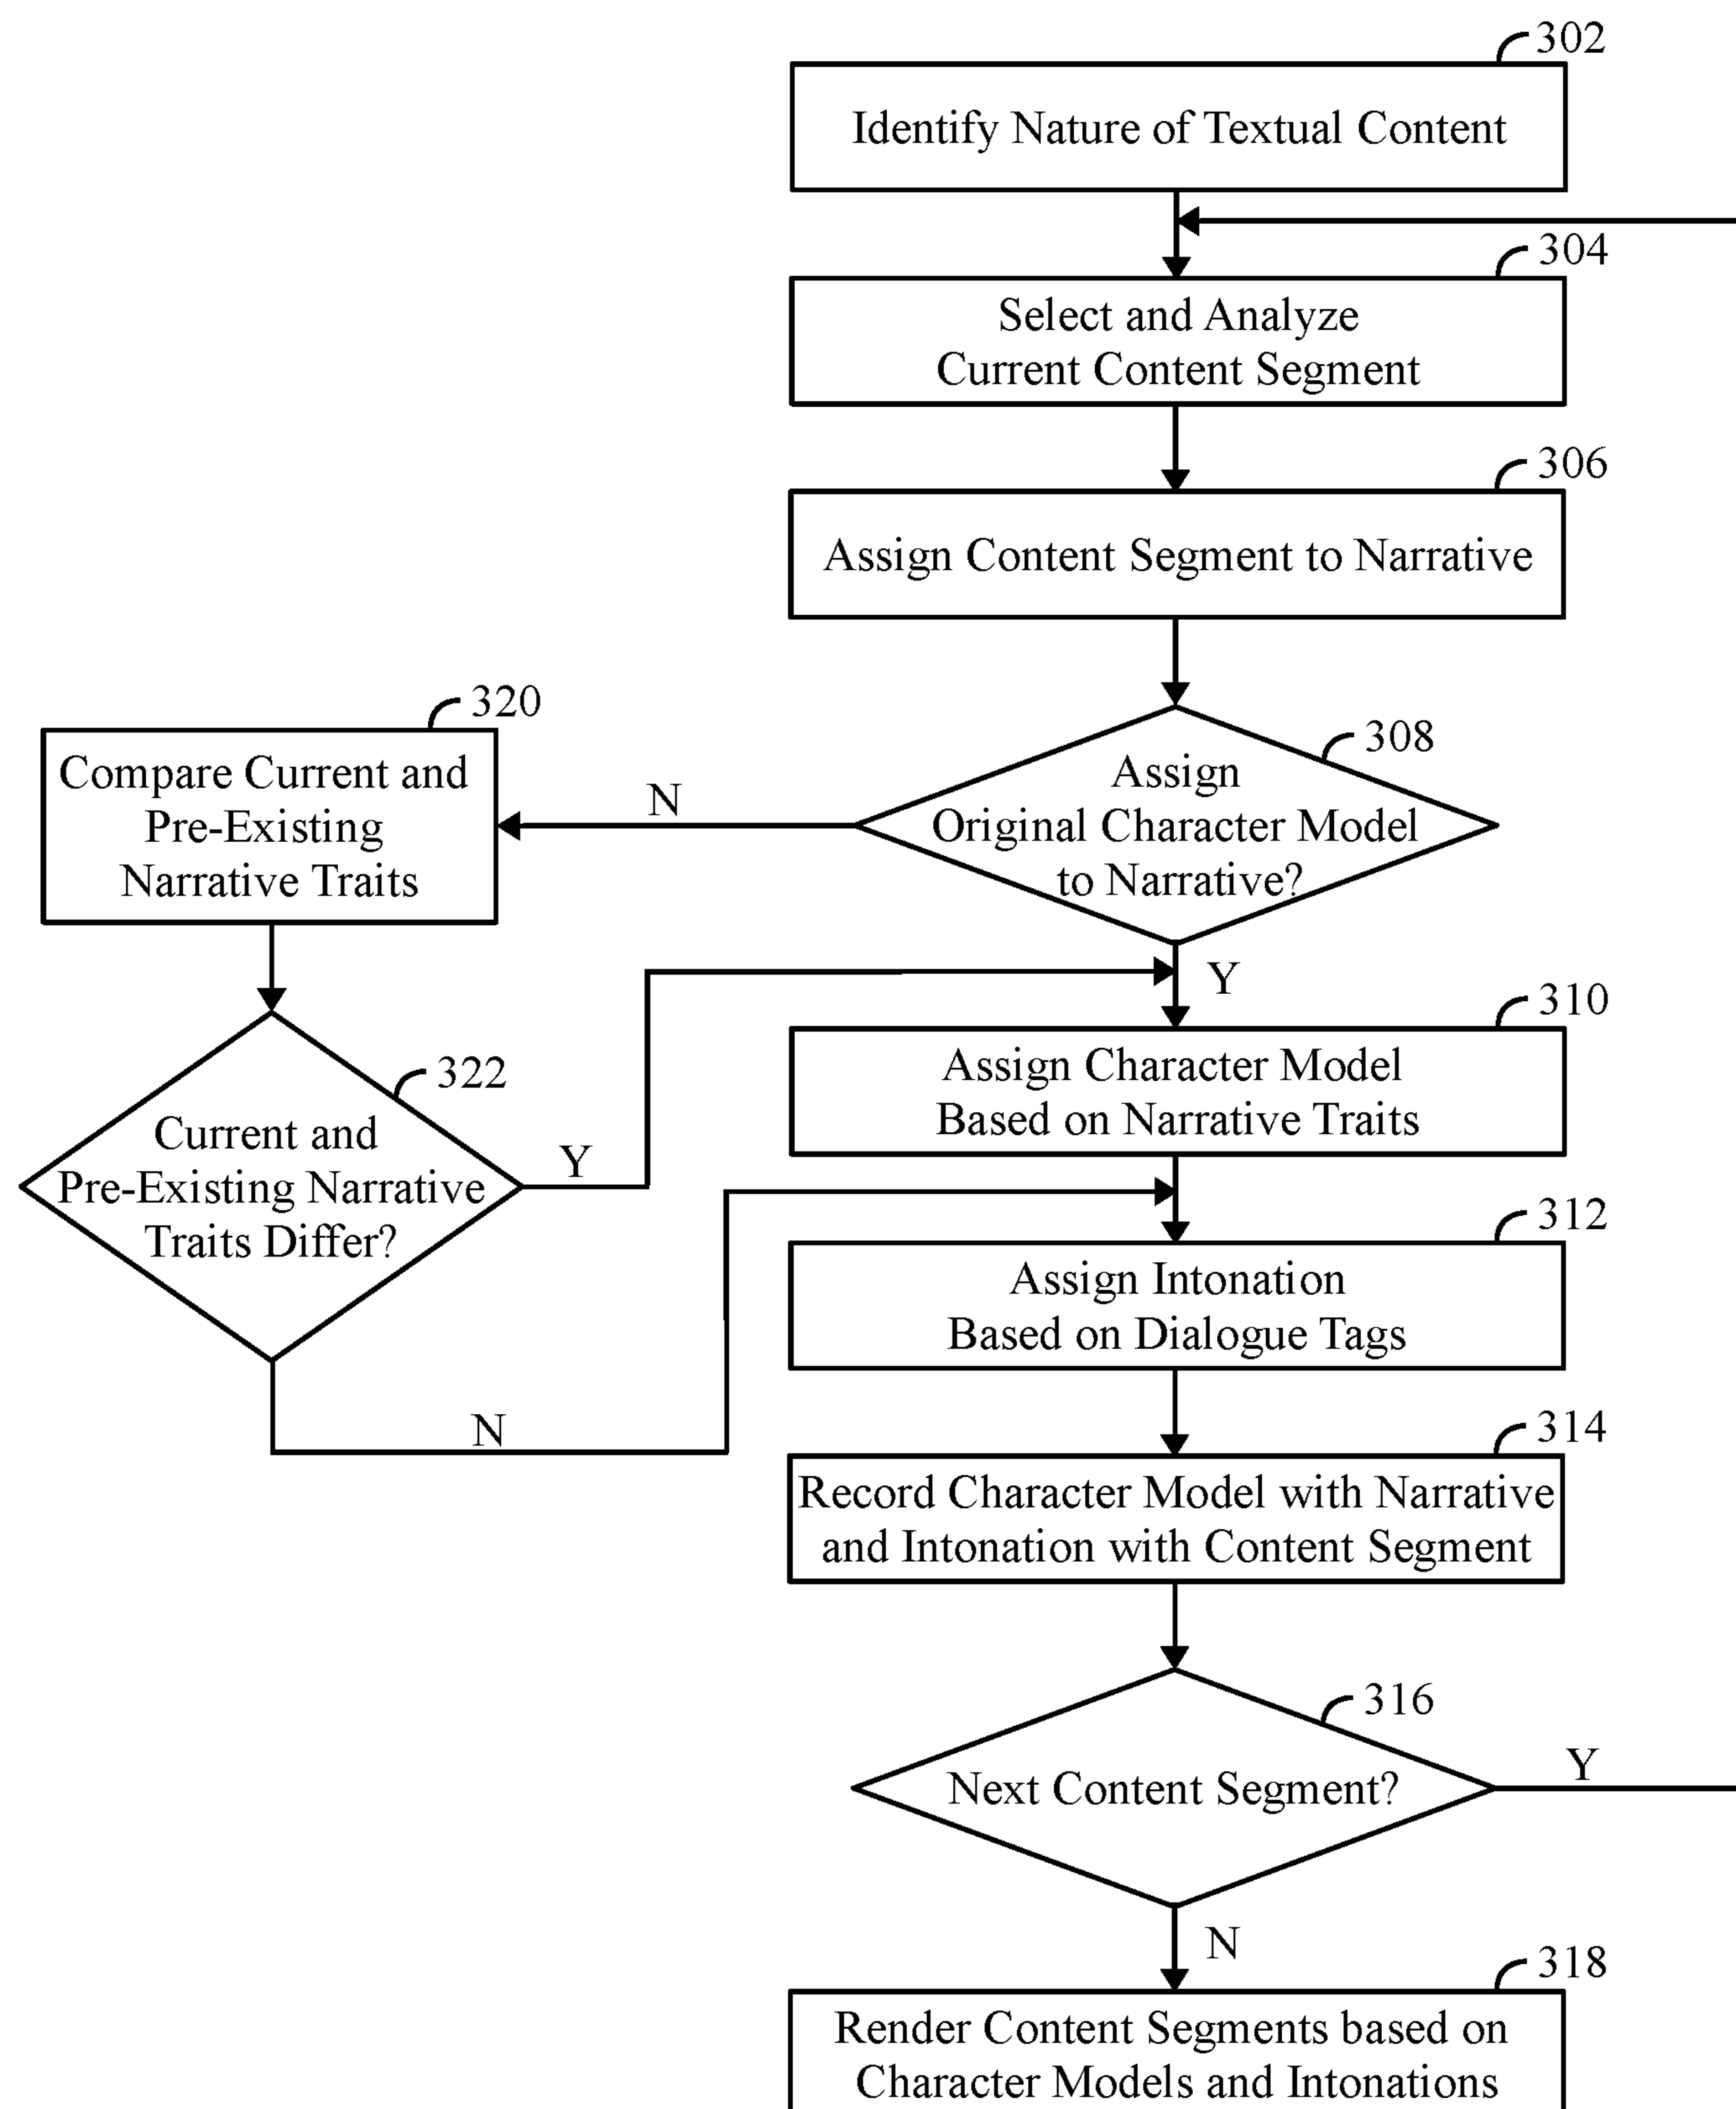 302
Identify Nature of Textual Content
304
Select and Analyze
Current Content Segment
306
Assign Content Segment to Narrative
308
Assign
Original Character Model
to Narrative?
N
320
Compare Current and
Pre-Existing
Narrative Traits
Y
310
Assign Character Model
Based on Narrative Traits
322
Current and
Pre-Existing Narrative
Traits Differ?
Y
N
312
Assign Intonation
Based on Dialogue Tags
314
Record Character Model with Narrative
and Intonation with Content Segment
316
Next Content Segment?
Y
N
318
Render Content Segments based on
Character Models and Intonations